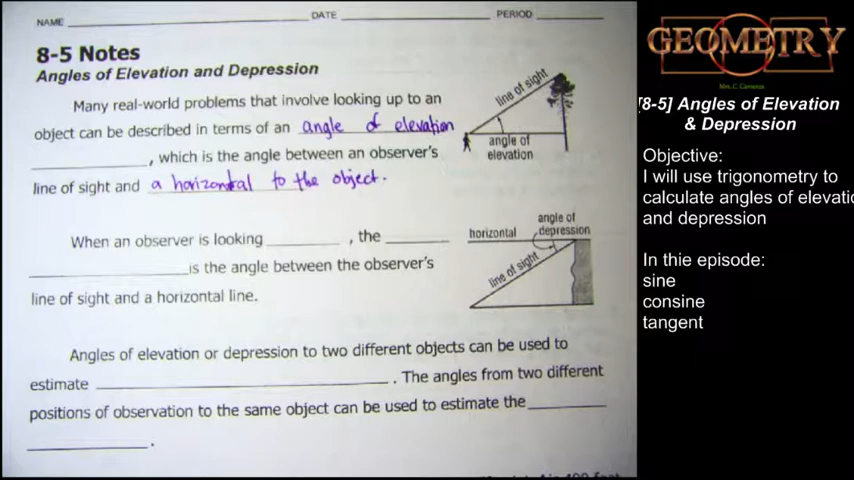 NAME DATE PERIOD
8-5 Notes
Angles of Elevation and Depression
Many real-world problems that involve looking up to an
object can be described in terms of an angle of elevation
, which is the angle between an observer's
line of sight and a horizontal to the object.
line of sight
angle of
elevation
When an observer is looking , the
is the angle between the observer's
line of sight and a horizontal line.
horizontal
angle of
depression
line of sight
Angles of elevation or depression to two different objects can be used to
estimate . The angles from two different
positions of observation to the same object can be used to estimate the
.
GEOMETRY
Mrs. C
[8-5] Angles of Elevation
& Depression
Objective:
I will use trigonometry to
calculate angles of elevatio
and depression
In thie episode:
sine
consine
tangent